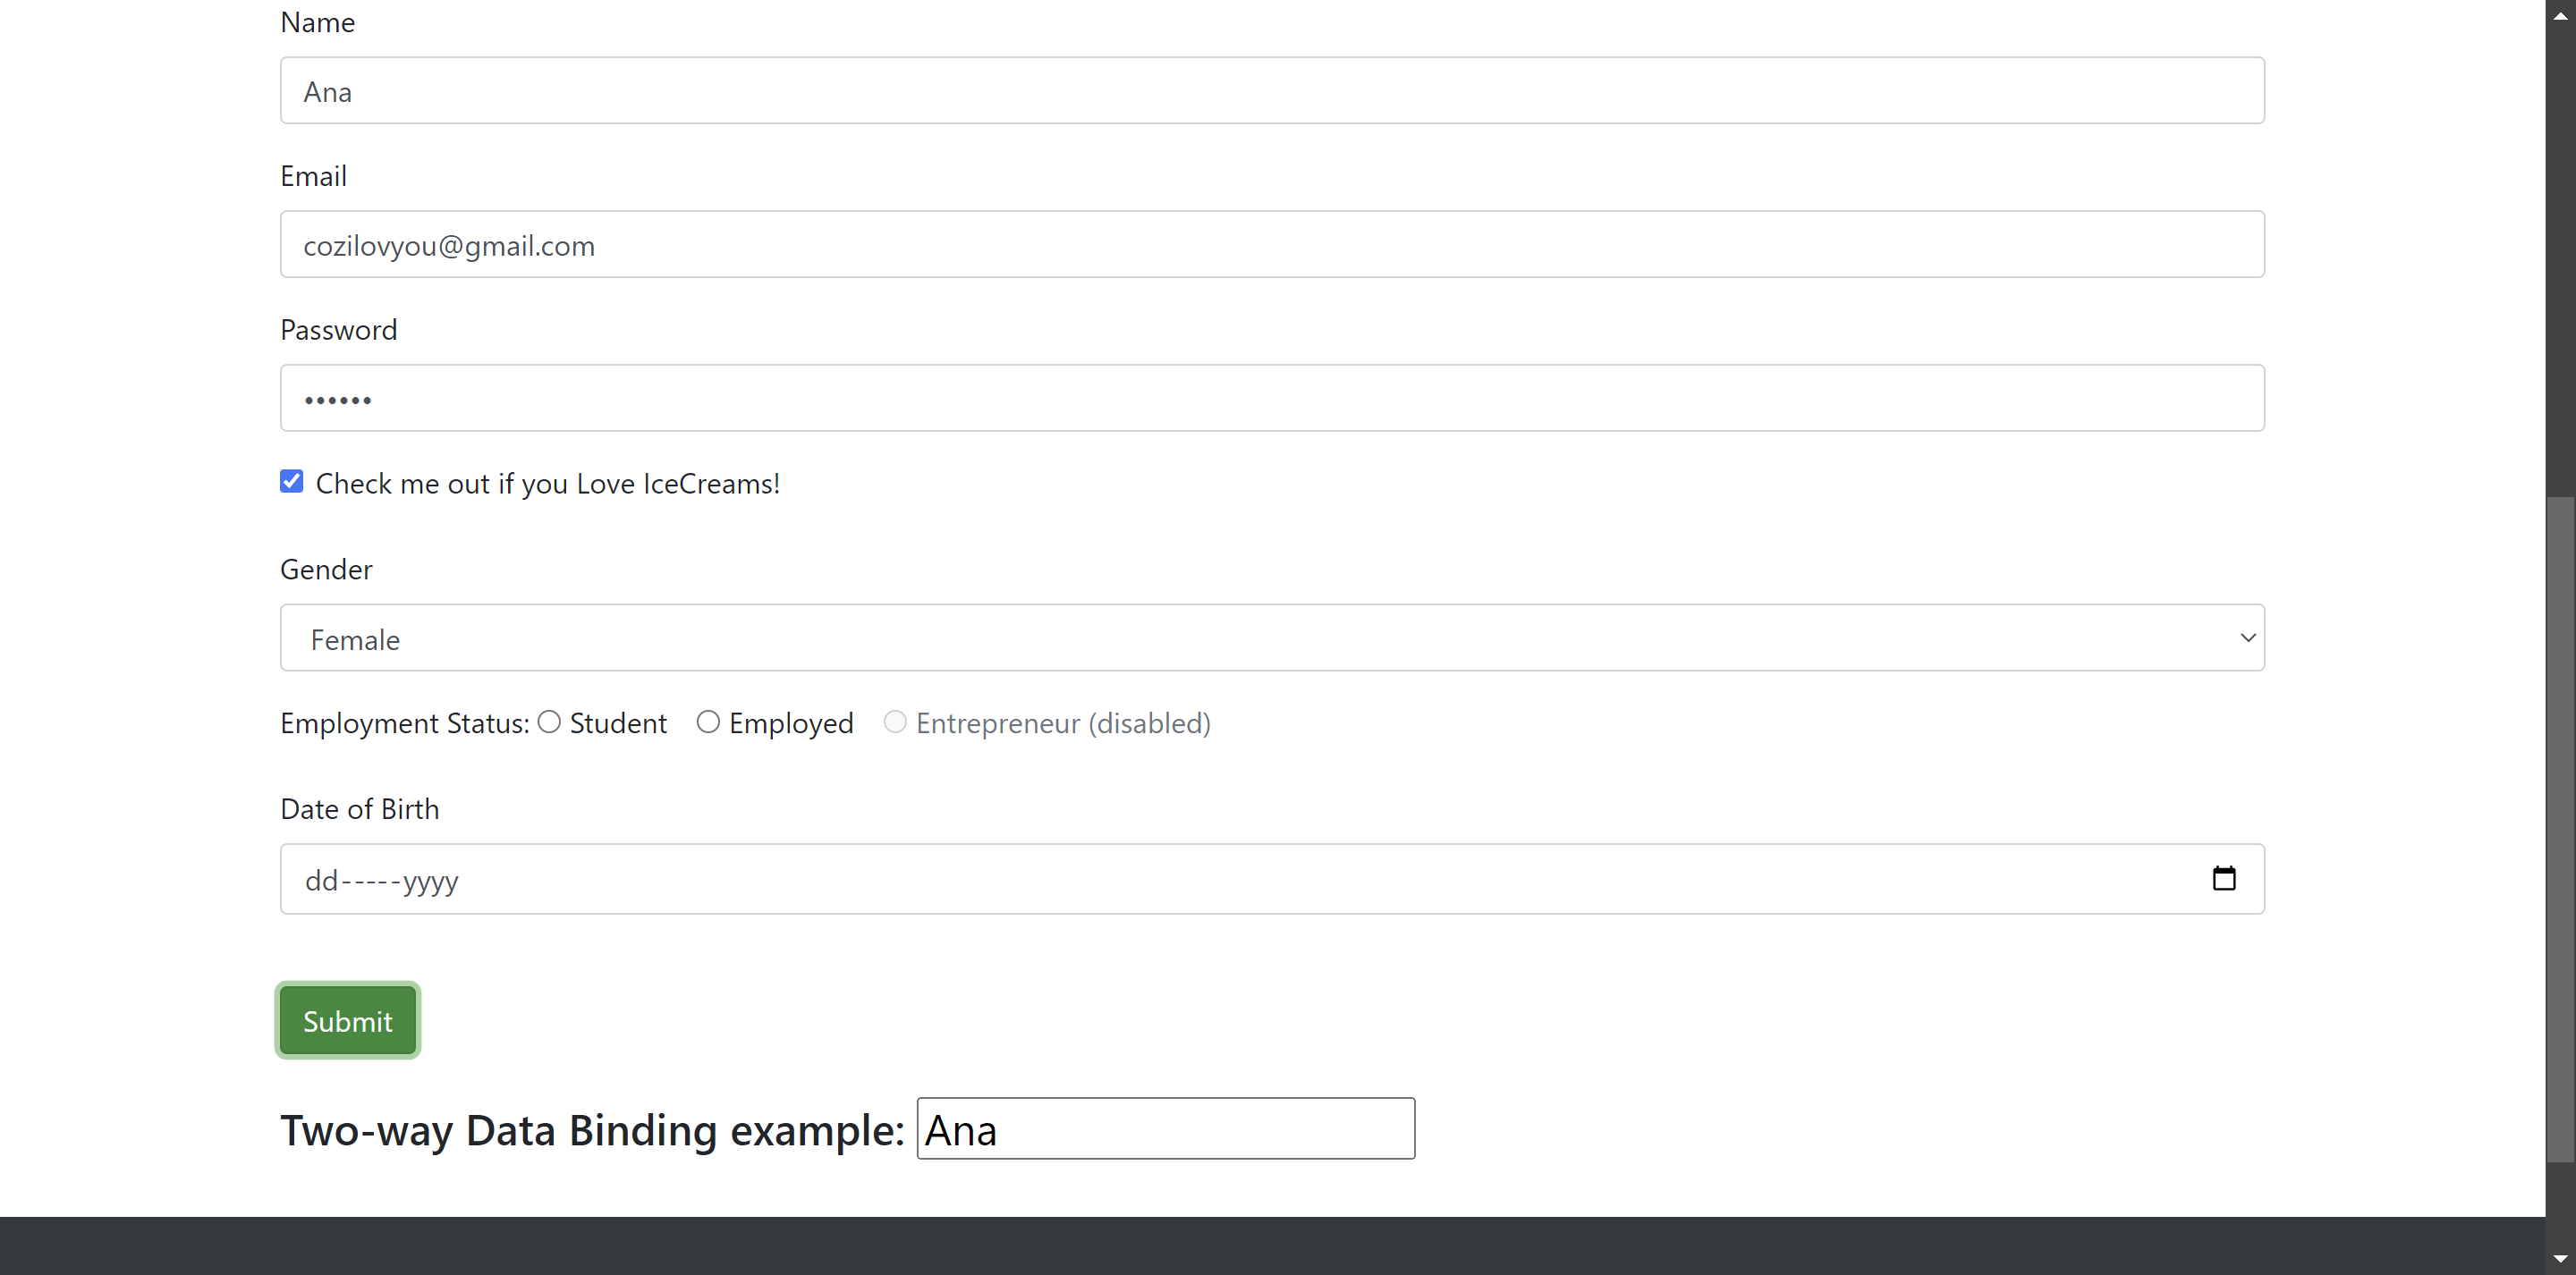 Name
Ana
Email
cozilovyou@gmail.com
Password
••••••
Check me out if you Love IceCreams!
Gender
Female
Employment Status: Student Employed Entrepreneur (disabled)
Date of Birth
dd-----yyyy
Submit
Two-way Data Binding example: Ana